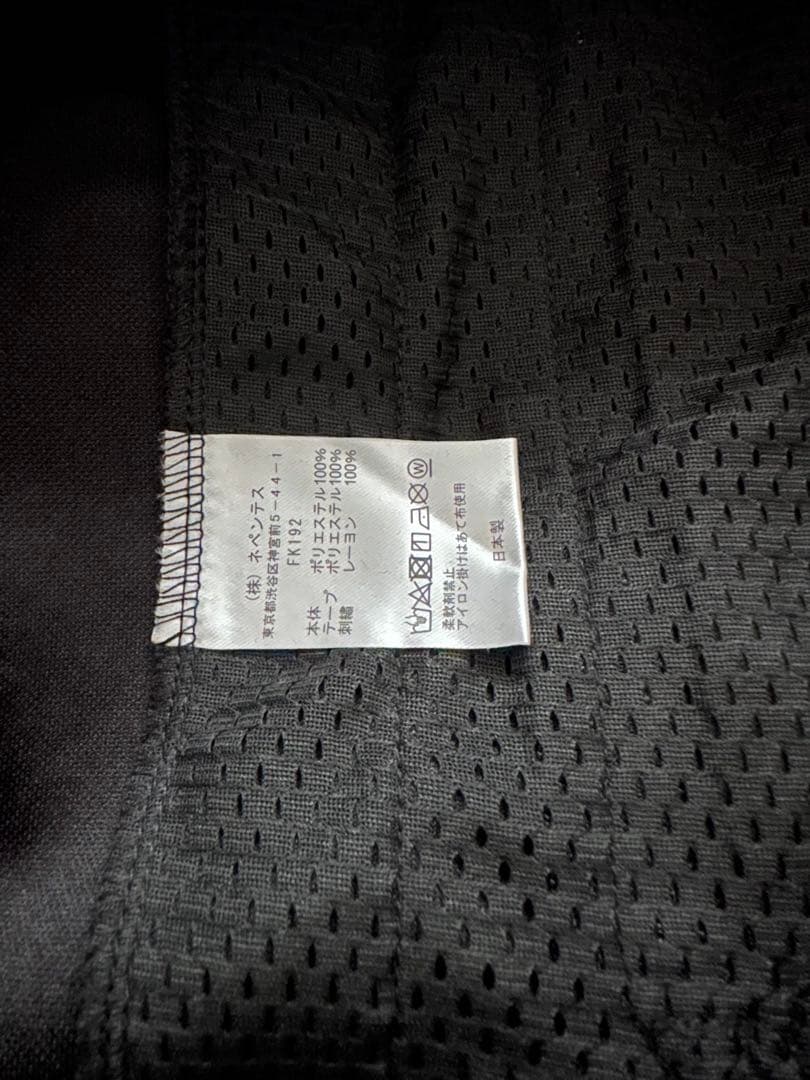 (株) ネペンテス
東京都渋谷区神宮前5-44-1
FK192
本体 ポリエステル100%
テープ ポリエステル100%
刺繍 レーヨン 100%
W
柔軟剤禁止
アイロン掛けはあて布使用
日本製